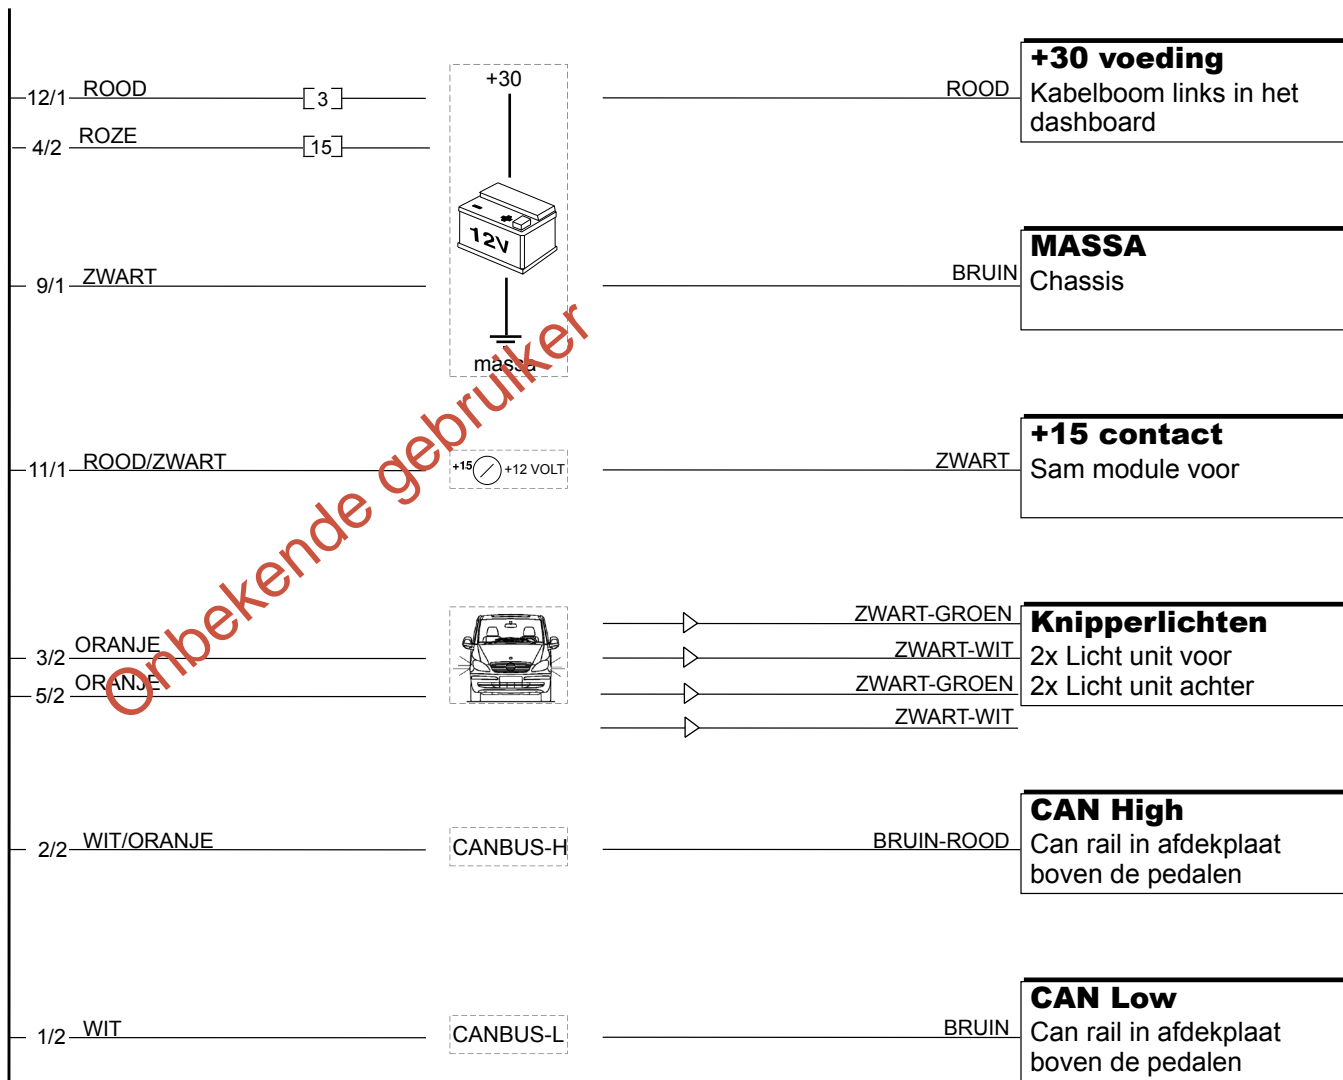 12/1 ROOD [3] +30 ROOD +30 voeding
Kabelboom links in het
dashboard
4/2 ROZE [15]
12V
9/1 ZWART BRUIN MASSA
Chassis
massa
11/1 ROOD/ZWART +15 +12 VOLT ZWART +15 contact
Sam module voor
Onbekende gebruiker
ZWART-GROEN Knipperlichten
3/2 ORANJE ZWART-WIT 2x Licht unit voor
5/2 ORANJE ZWART-GROEN 2x Licht unit achter
ZWART-WIT
2/2 WIT/ORANJE CANBUS-H BRUIN-ROOD CAN High
Can rail in afdekplaat
boven de pedalen
1/2 WIT CANBUS-L BRUIN CAN Low
Can rail in afdekplaat
boven de pedalen